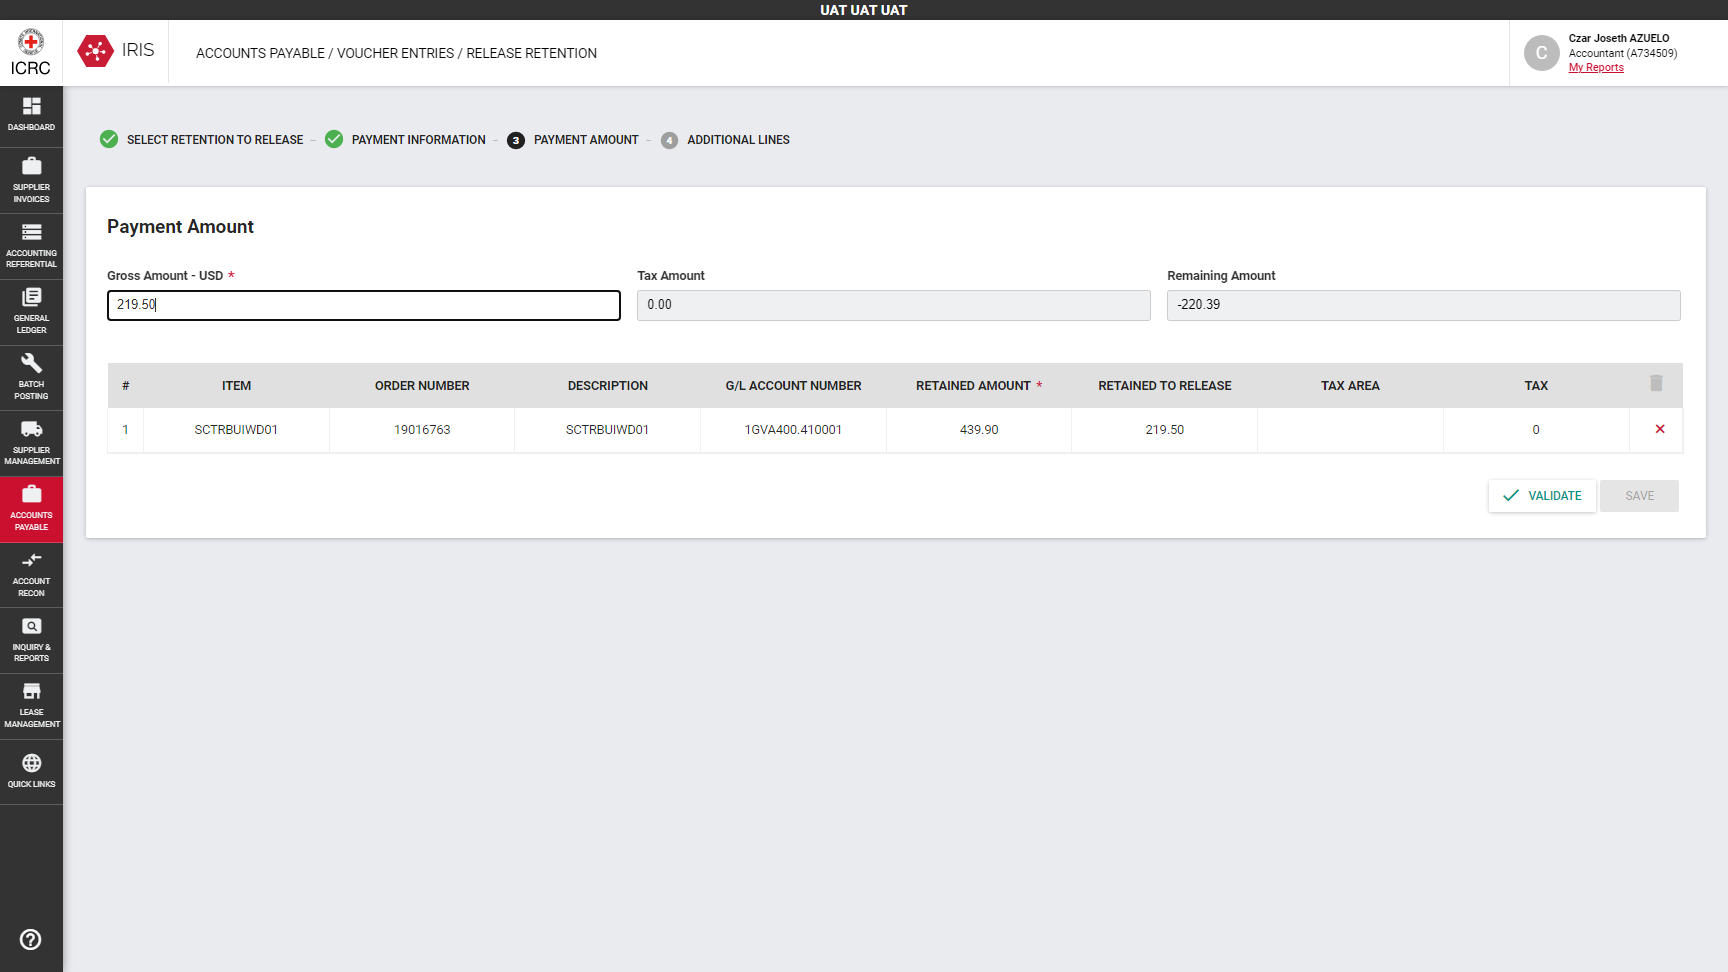 UAT UAT UAT
ICRC
IRIS
ACCOUNTS PAYABLE / VOUCHER ENTRIES / RELEASE RETENTION
C
Czar Joseth AZUELO
Accountant (A734509)
My Reports
DASHBOARD
SUPPLIER
INVOICES
ACCOUNTING
REFERENTIAL
GENERAL
LEDGER
BATCH
POSTING
SUPPLIER
MANAGEMENT
ACCOUNTS
PAYABLE
ACCOUNT
RECON
INQUIRY &
REPORTS
LEASE
MANAGEMENT
QUICK LINKS
SELECT RETENTION TO RELEASE – PAYMENT INFORMATION – 3 PAYMENT AMOUNT – 4 ADDITIONAL LINES
Payment Amount
Gross Amount - USD * Tax Amount Remaining Amount
219.50 0.00 -220.39
# ITEM ORDER NUMBER DESCRIPTION G/L ACCOUNT NUMBER RETAINED AMOUNT * RETAINED TO RELEASE TAX AREA TAX
1 SCTRBUIWD01 19016763 SCTRBUIWD01 1GVA400.410001 439.90 219.50 0
VALIDATE SAVE